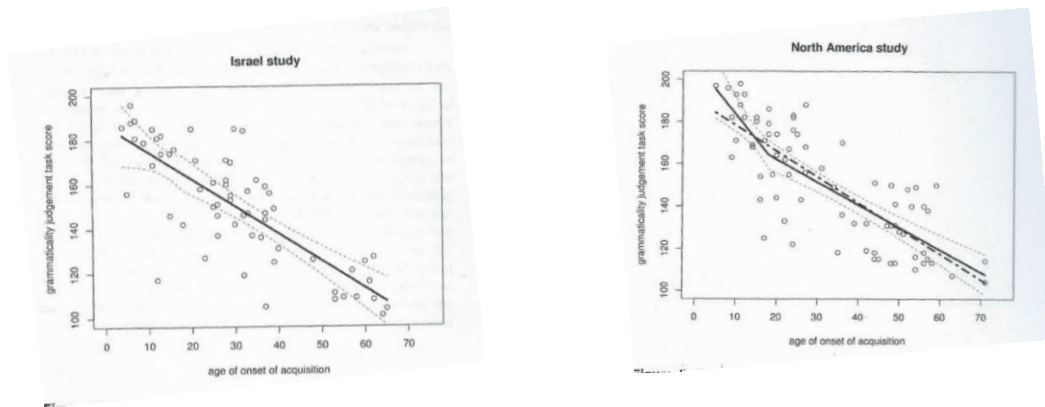 Israel study
grammaticality judgement task score
200
180
160
140
120
100
0 10 20 30 40 50 60 70
age of onset of acquisition
North America study
grammaticality judgement task score
200
180
160
140
120
100
0 10 20 30 40 50 60 70
age of onset of acquisition